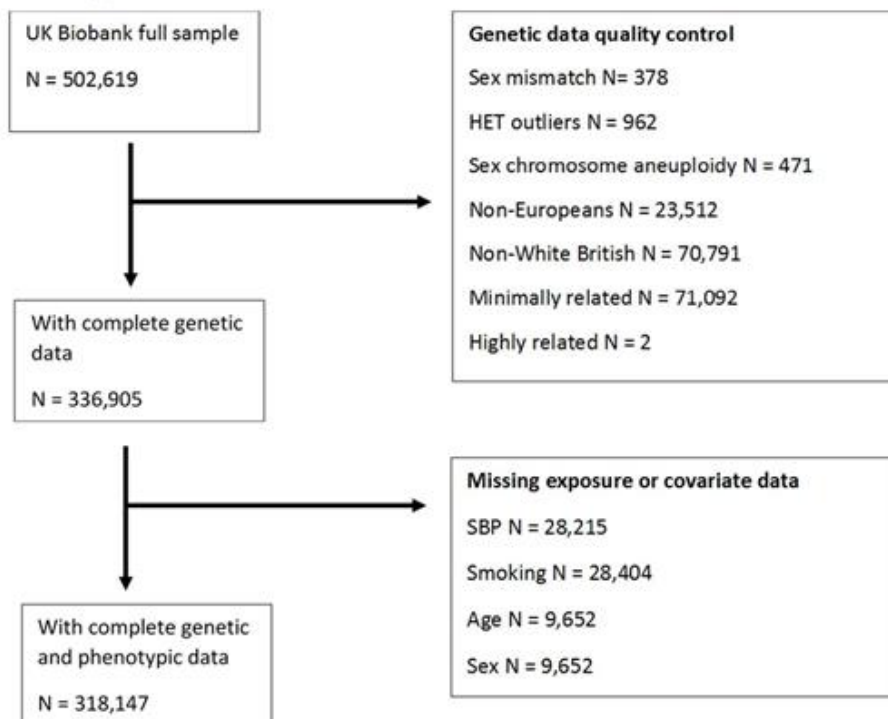 UK Biobank full sample
N = 502,619
Genetic data quality control
Sex mismatch N= 378
HET outliers N = 962
Sex chromosome aneuploidy N = 471
Non-Europeans N = 23,512
Non-White British N = 70,791
Minimally related N = 71,092
Highly related N = 2
With complete genetic
data
N = 336,905
Missing exposure or covariate data
SBP N = 28,215
Smoking N = 28,404
Age N = 9,652
Sex N = 9,652
With complete genetic
and phenotypic data
N = 318,147